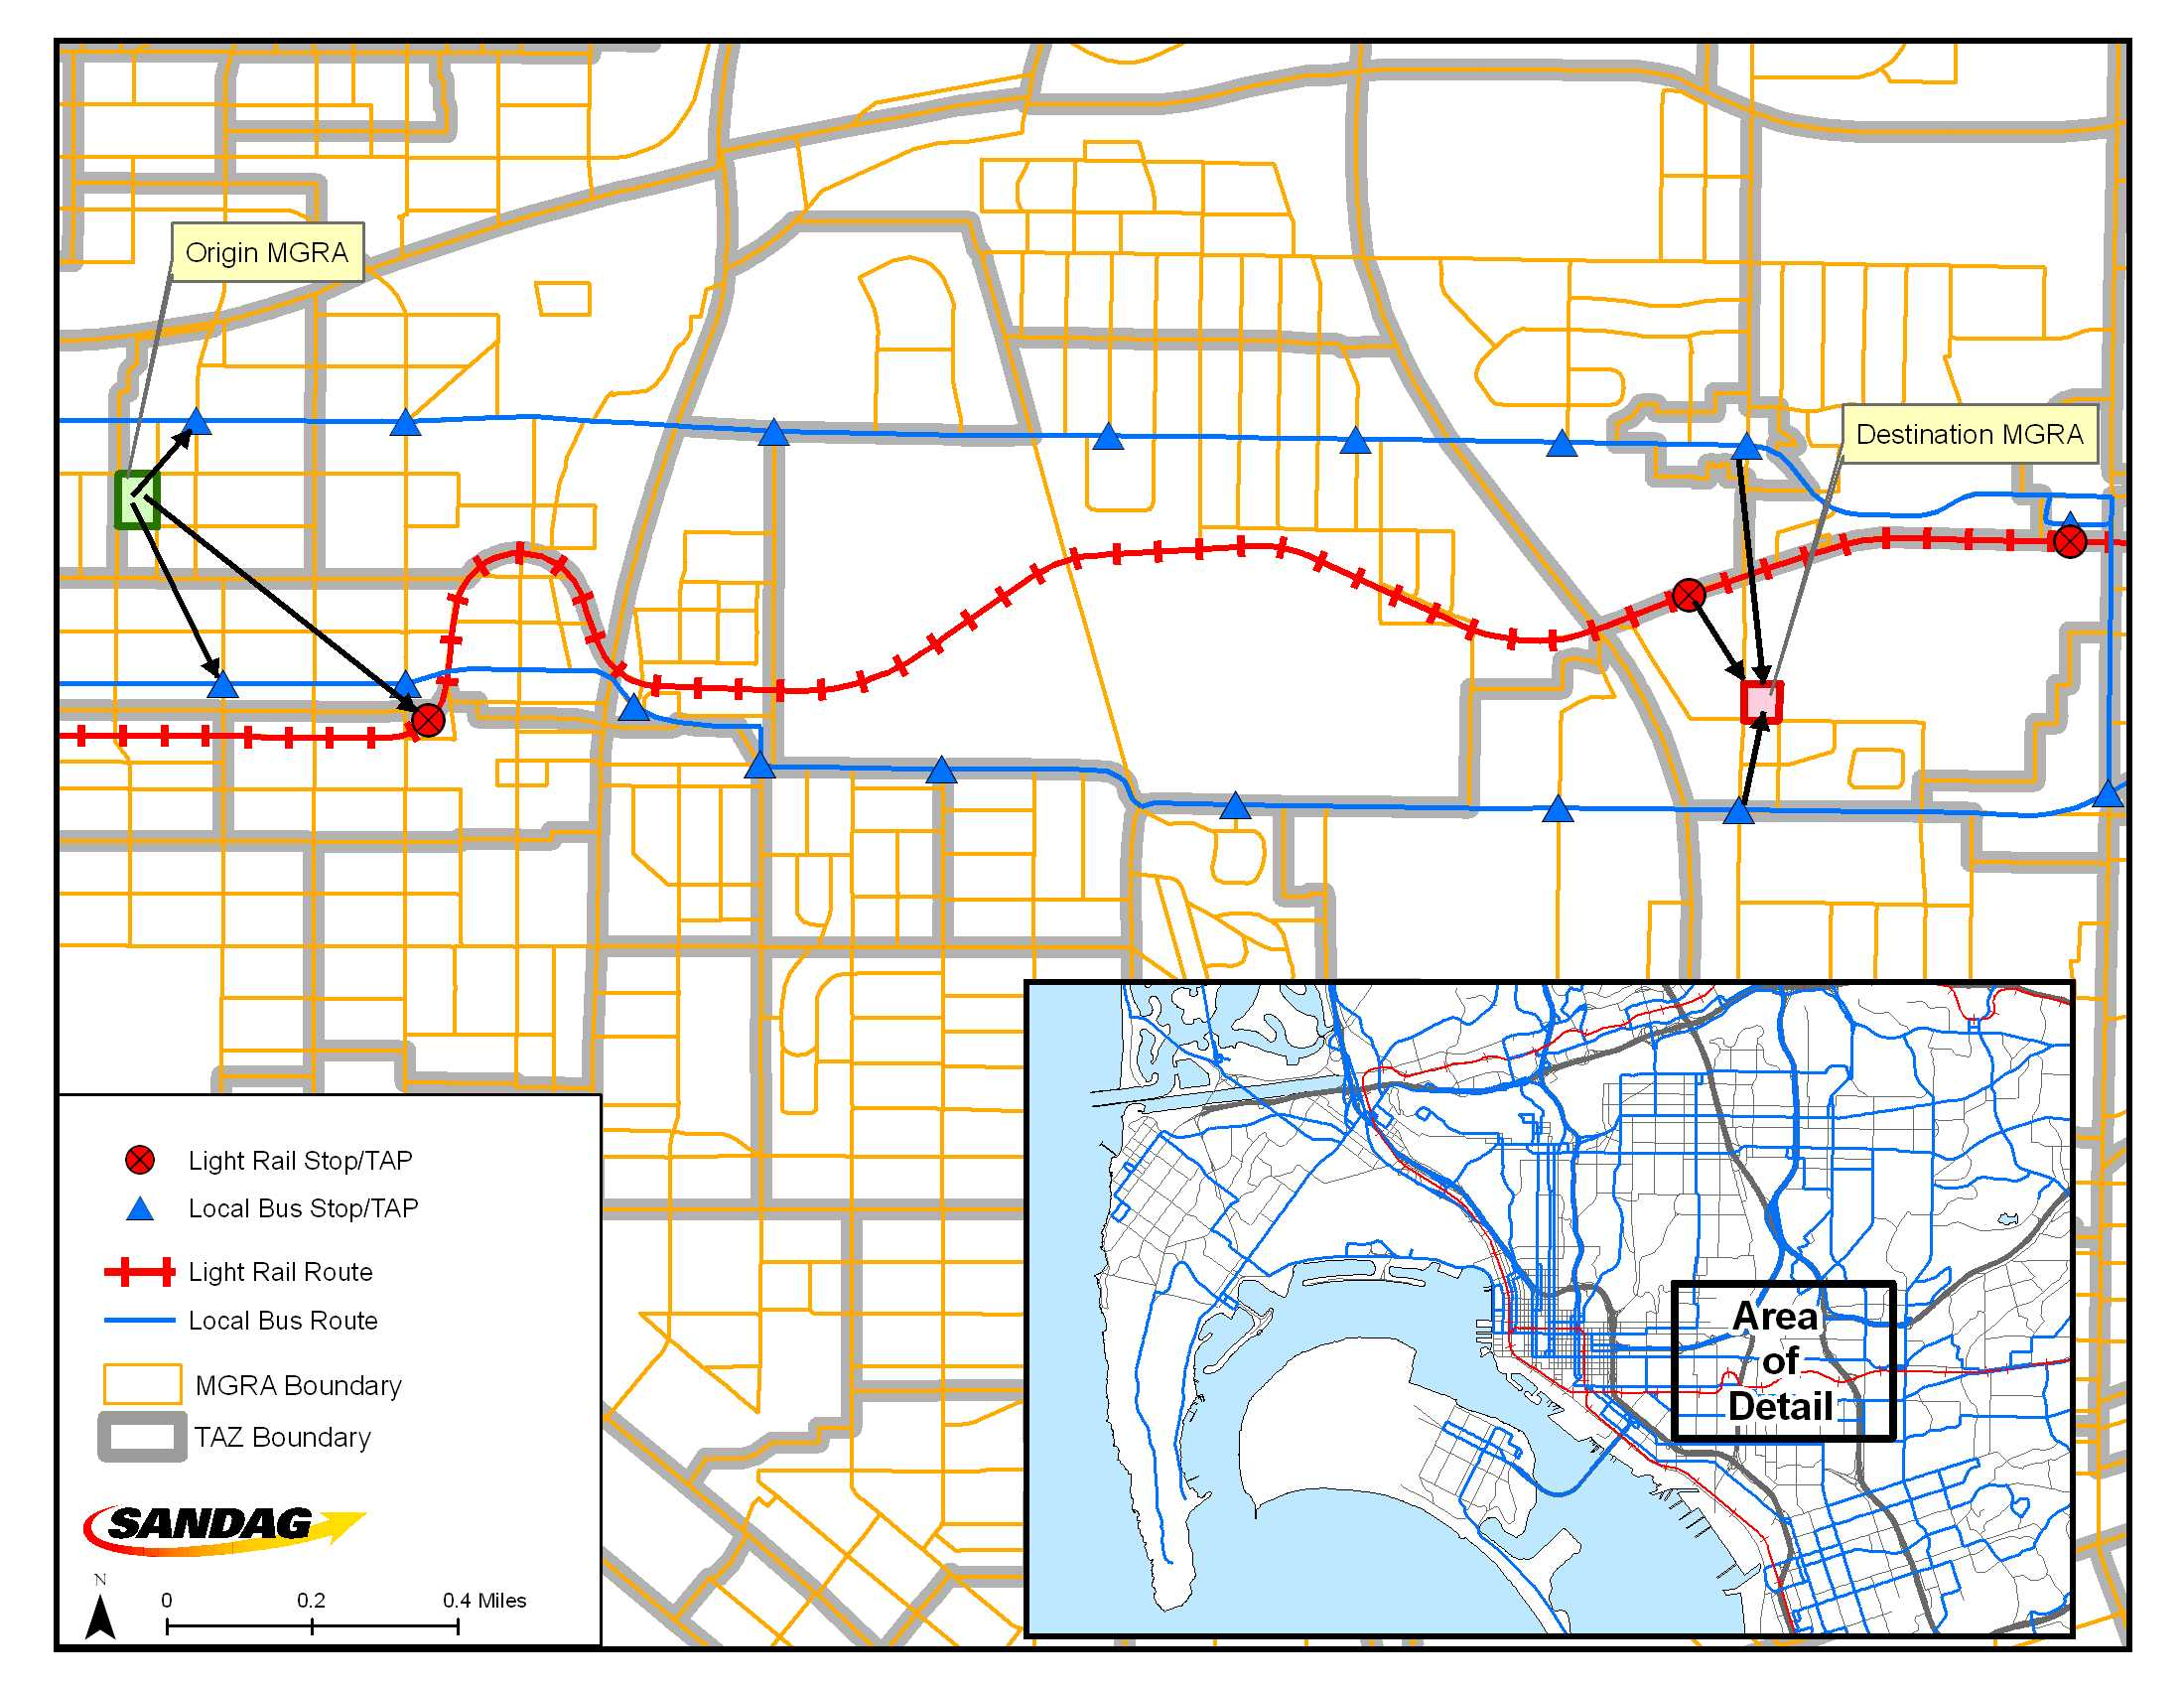 Origin MGRA
Destination MGRA
Light Rail Stop/TAP
Local Bus Stop/TAP
Light Rail Route
Local Bus Route
MGRA Boundary
TAZ Boundary
SANDAG
N
0 0.2 0.4 Miles
Area
of
Detail